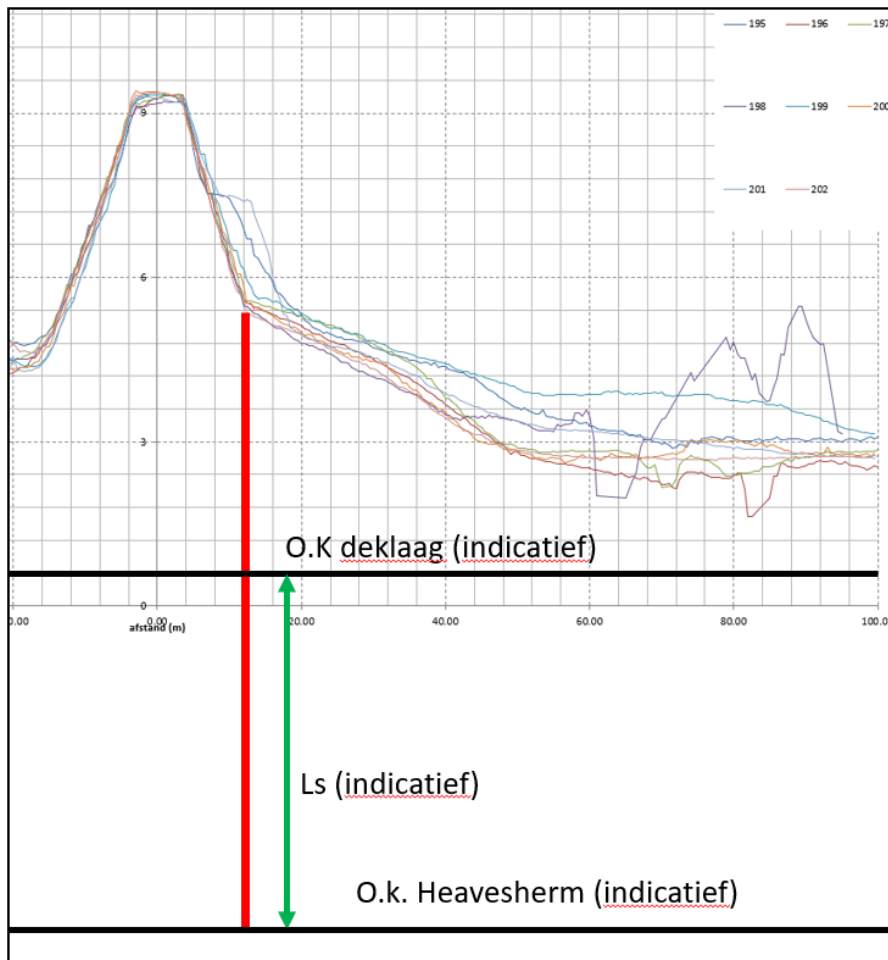 195 196 197
9
198 199 200
201 202
6
3
O.K deklaag (indicatief)
0
0.00 0.00 20.00 40.00 60.00 80.00 100.0
afstand (m)
Ls (indicatief)
O.k. Heavesherm (indicatief)